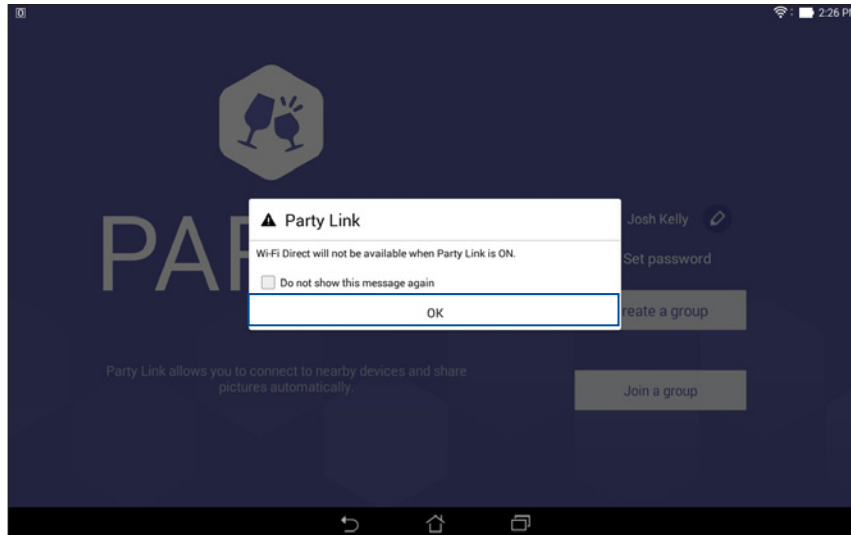 2:26 PM
PAR
Party Link
Wi-Fi Direct will not be available when Party Link is ON.
Do not show this message again
OK
Josh Kelly
Set password
reate a group
Party Link allows you to connect to nearby devices and share
pictures automatically.
Join a group